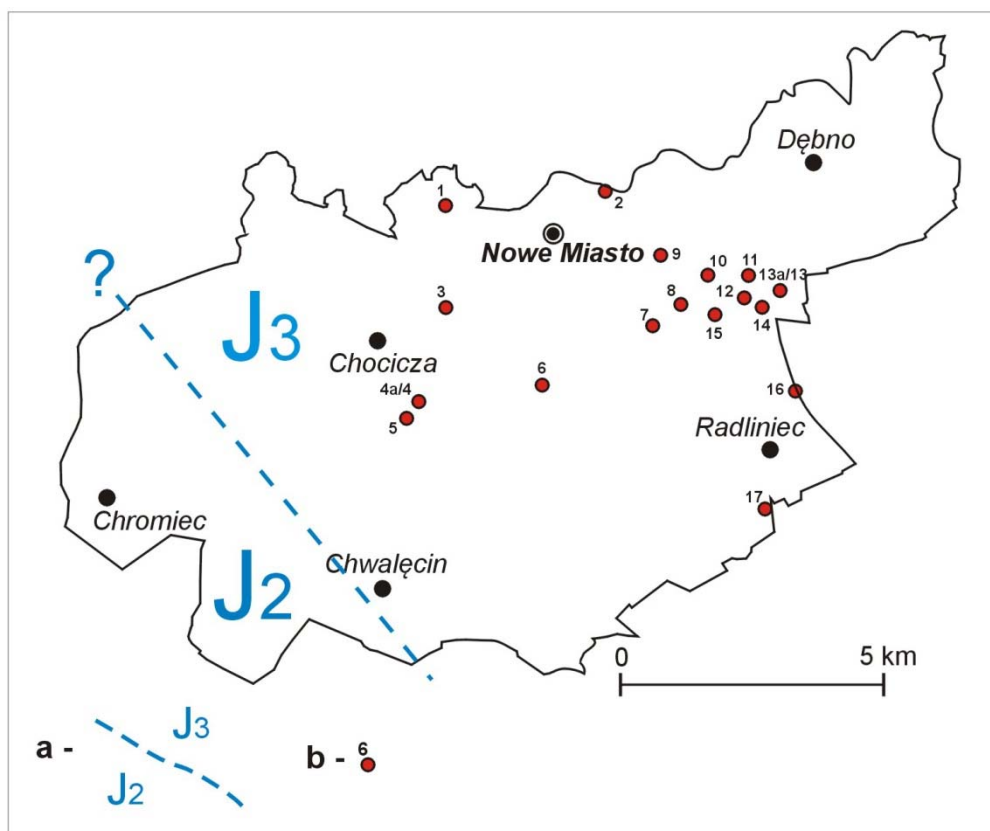 Dębno
1
2
Nowe Miasto
9
10
11
13a/13
?
J3
3
8
12
7
15
14
Chocicza
6
4a/4
16
5
Radliniec
Chromiec
17
J2
Chwalęcin
0
5 km
a -
J3
J2
b -
6